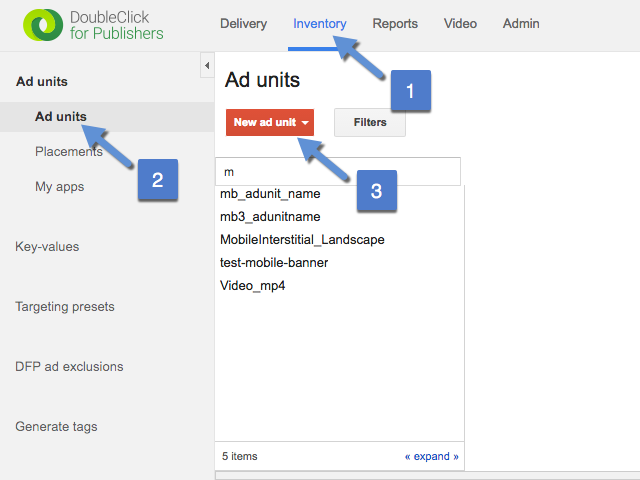 DoubleClick
for Publishers
Delivery Inventory Reports Video Admin
Ad units
Ad units
Placements
My apps
Key-values
Targeting presets
DFP ad exclusions
Generate tags
Ad units
1
New ad unit Filters
2
3
m
mb_adunit_name
mb3_adunitname
MobileInterstitial_Landscape
test-mobile-banner
Video_mp4
5 items « expand »